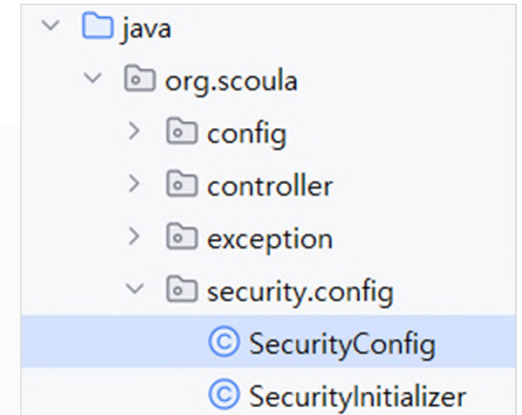 java
org.scoula
config
controller
exception
security.config
SecurityConfig
SecurityInitializer